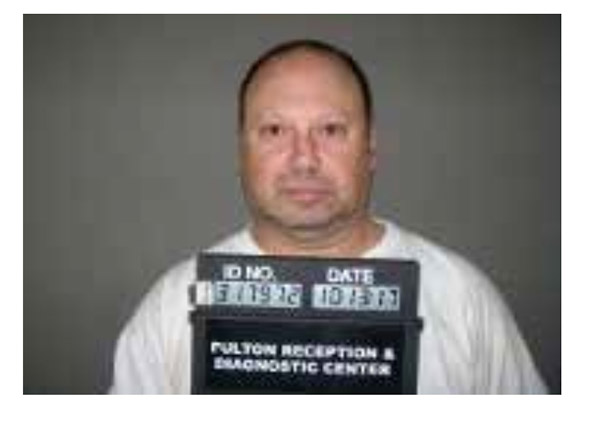 ID NO. DATE
FULTON RECEPTION &
DIAGNOSTIC CENTER